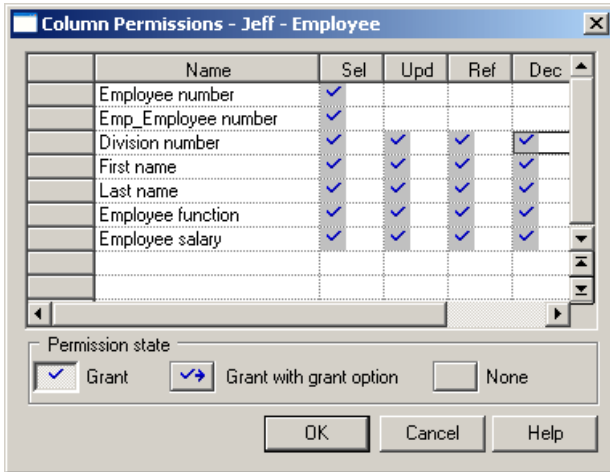 Column Permissions - Jeff - Employee
Name Sel Upd Ref Dec
Employee number
Emp_Employee number
Division number
First name
Last name
Employee function
Employee salary
Permission state
Grant Grant with grant option None
OK Cancel Help